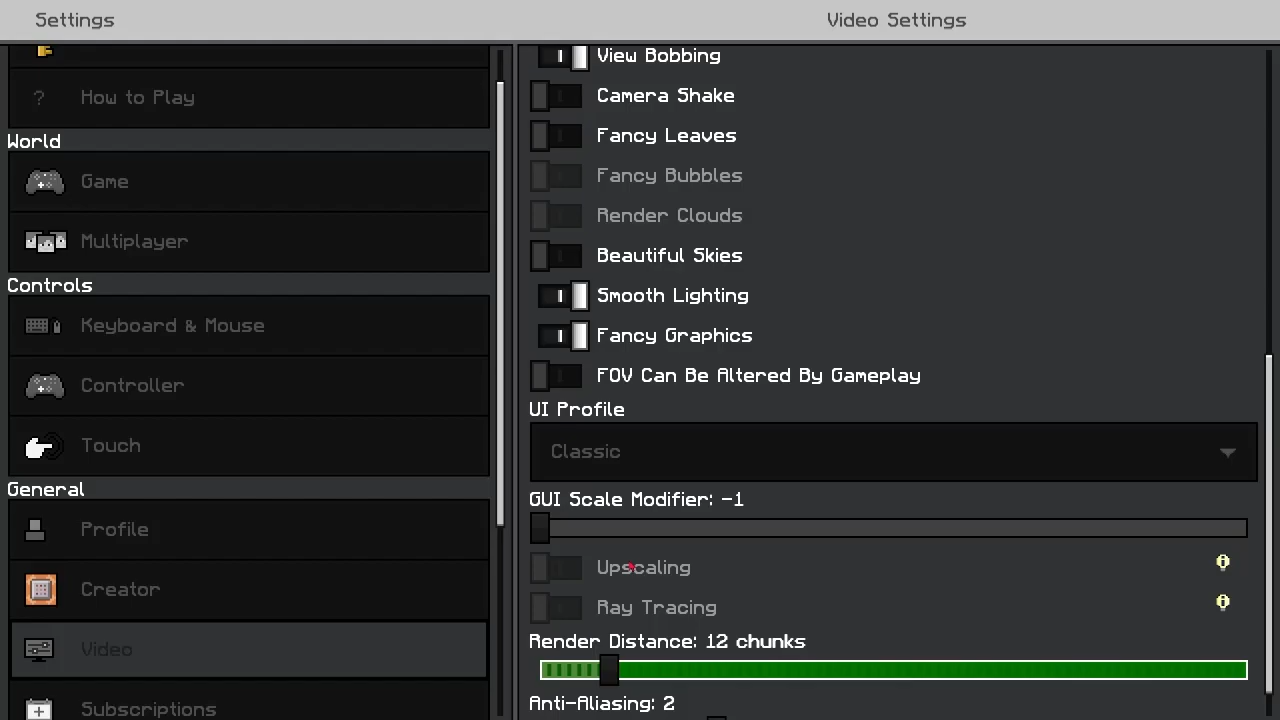 Settings
Video Settings
?
How to Play
World
Game
Multiplayer
Controls
Keyboard & Mouse
Controller
Touch
General
Profile
Creator
Video
Subscriptions
View Bobbing
Camera Shake
Fancy Leaves
Fancy Bubbles
Render Clouds
Beautiful Skies
Smooth Lighting
Fancy Graphics
FOV Can Be Altered By Gameplay
UI Profile
Classic
GUI Scale Modifier: -1
Upscaling
Ray Tracing
Render Distance: 12 chunks
Anti-Aliasing: 2